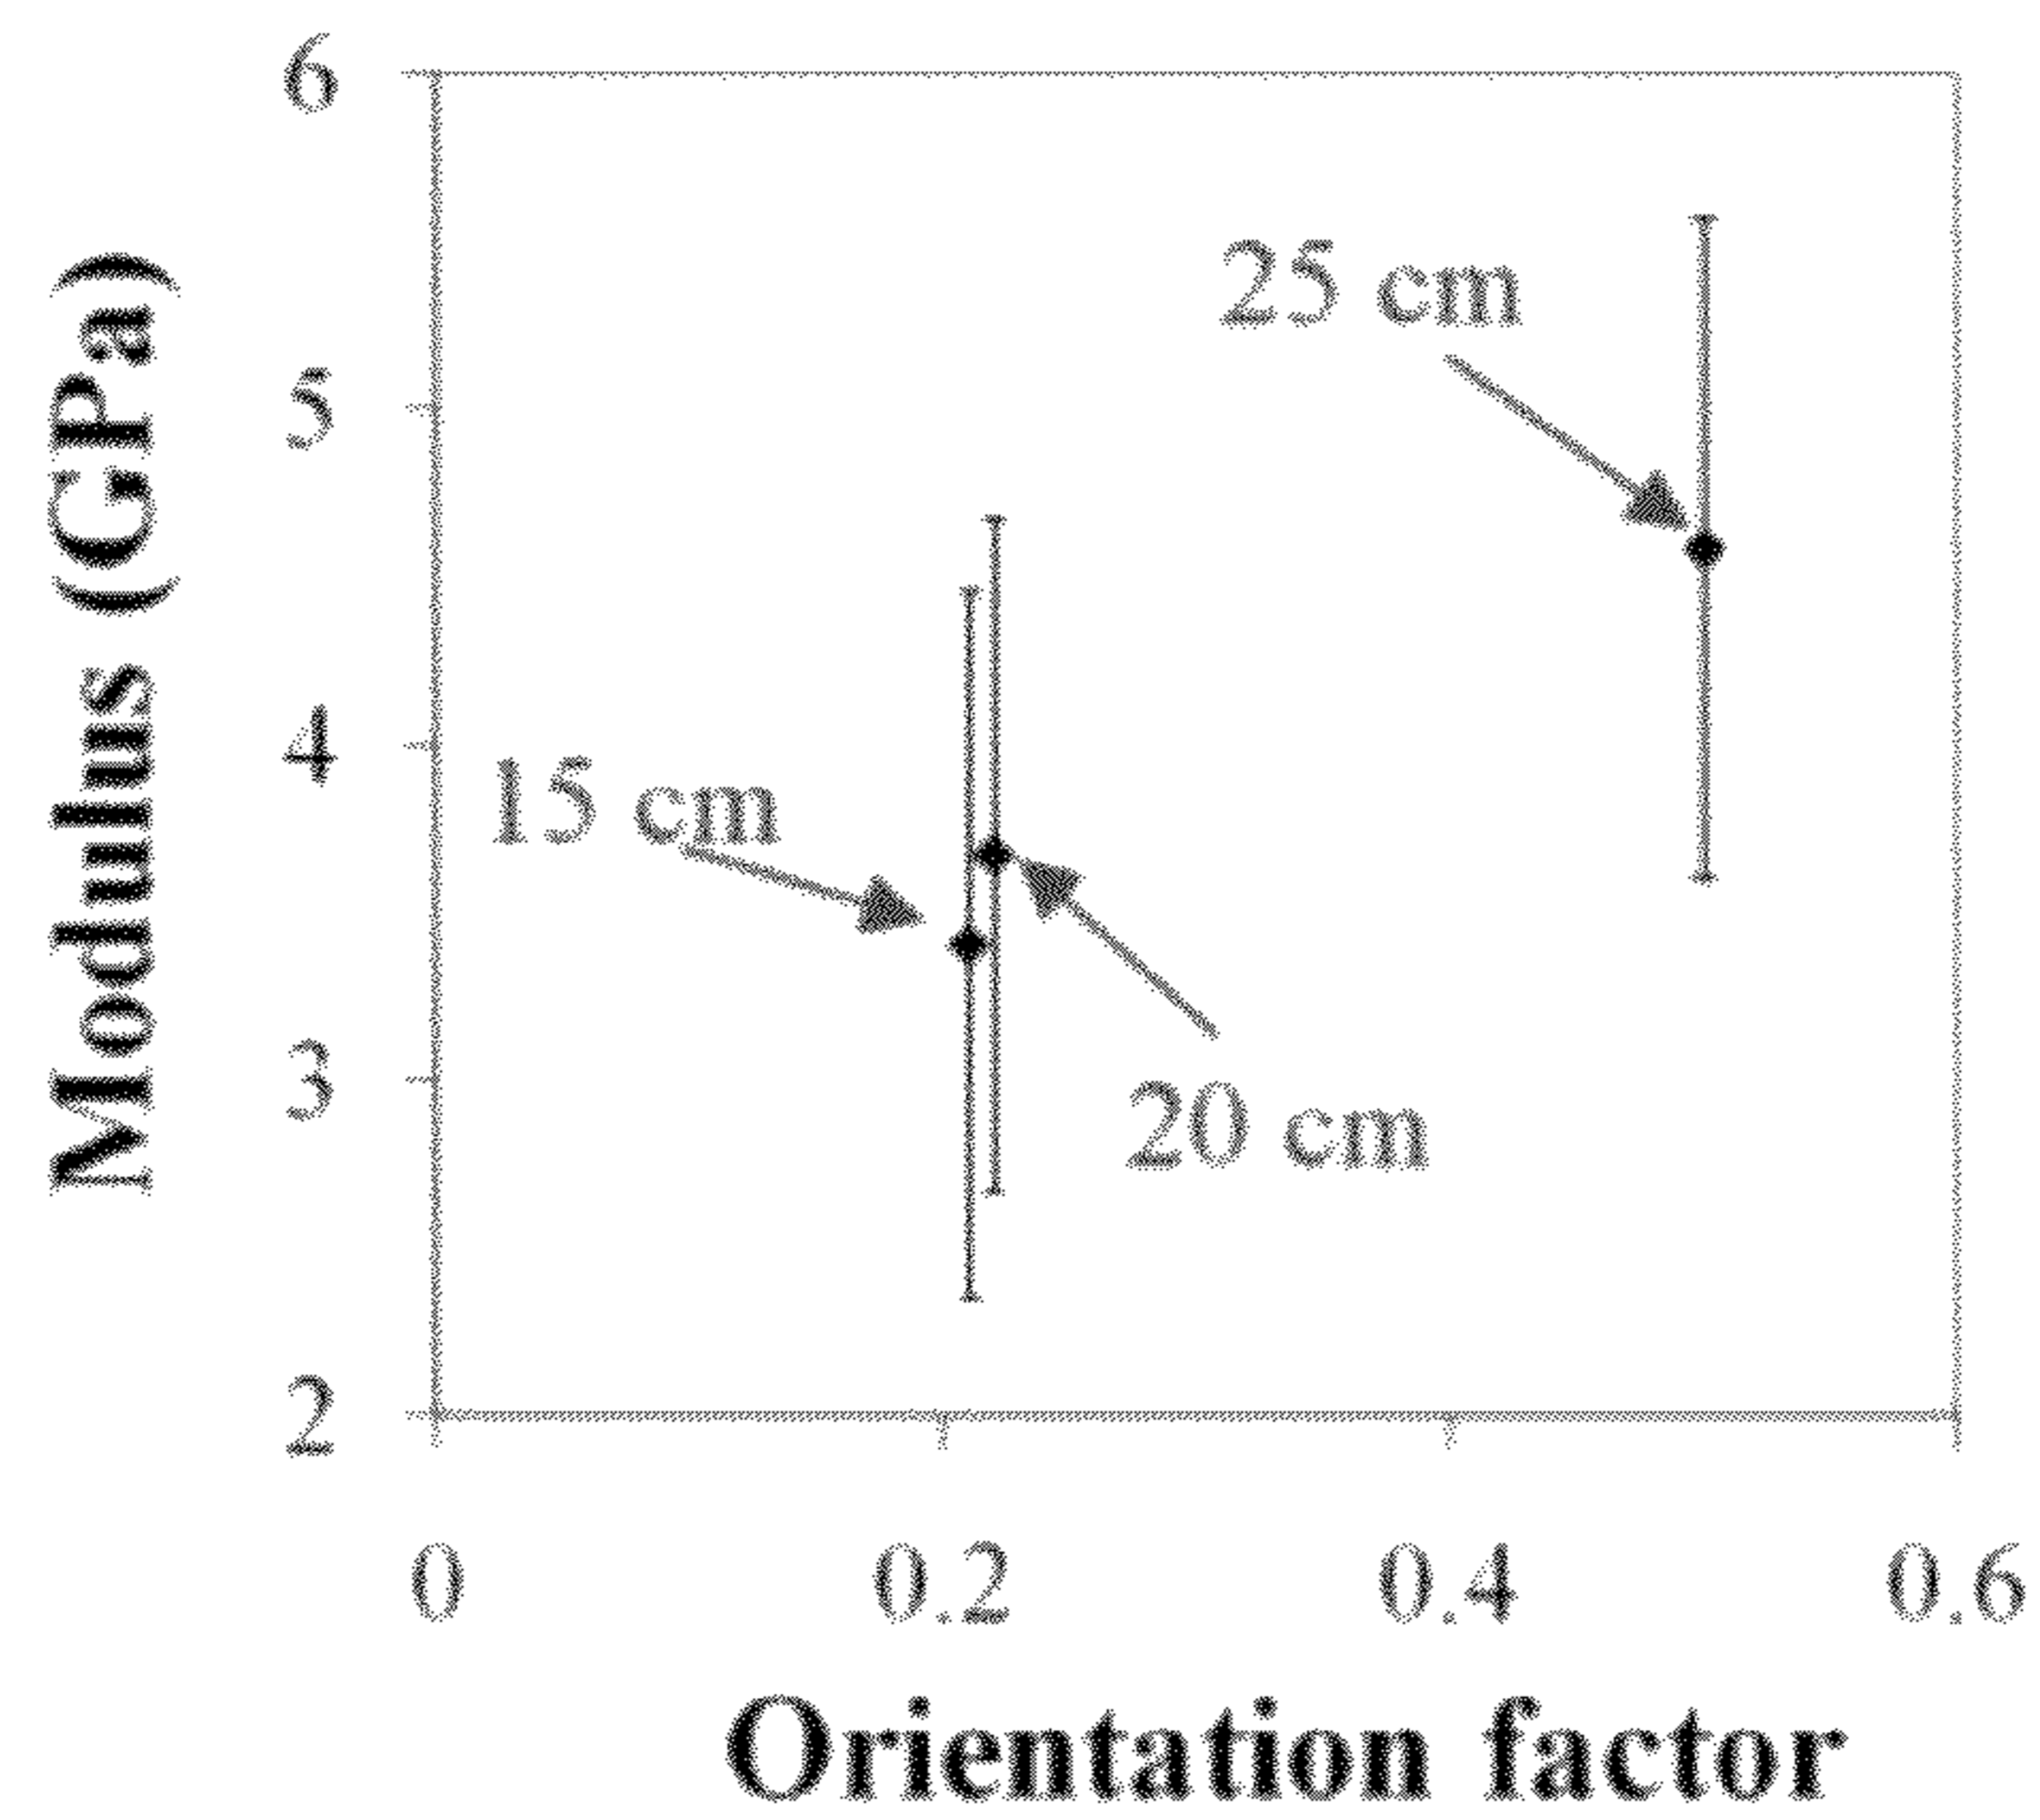 6
25 cm
5
Modulus (GPa)
4
15 cm
3
20 cm
2
0 0.2 0.4 0.6
Orientation factor